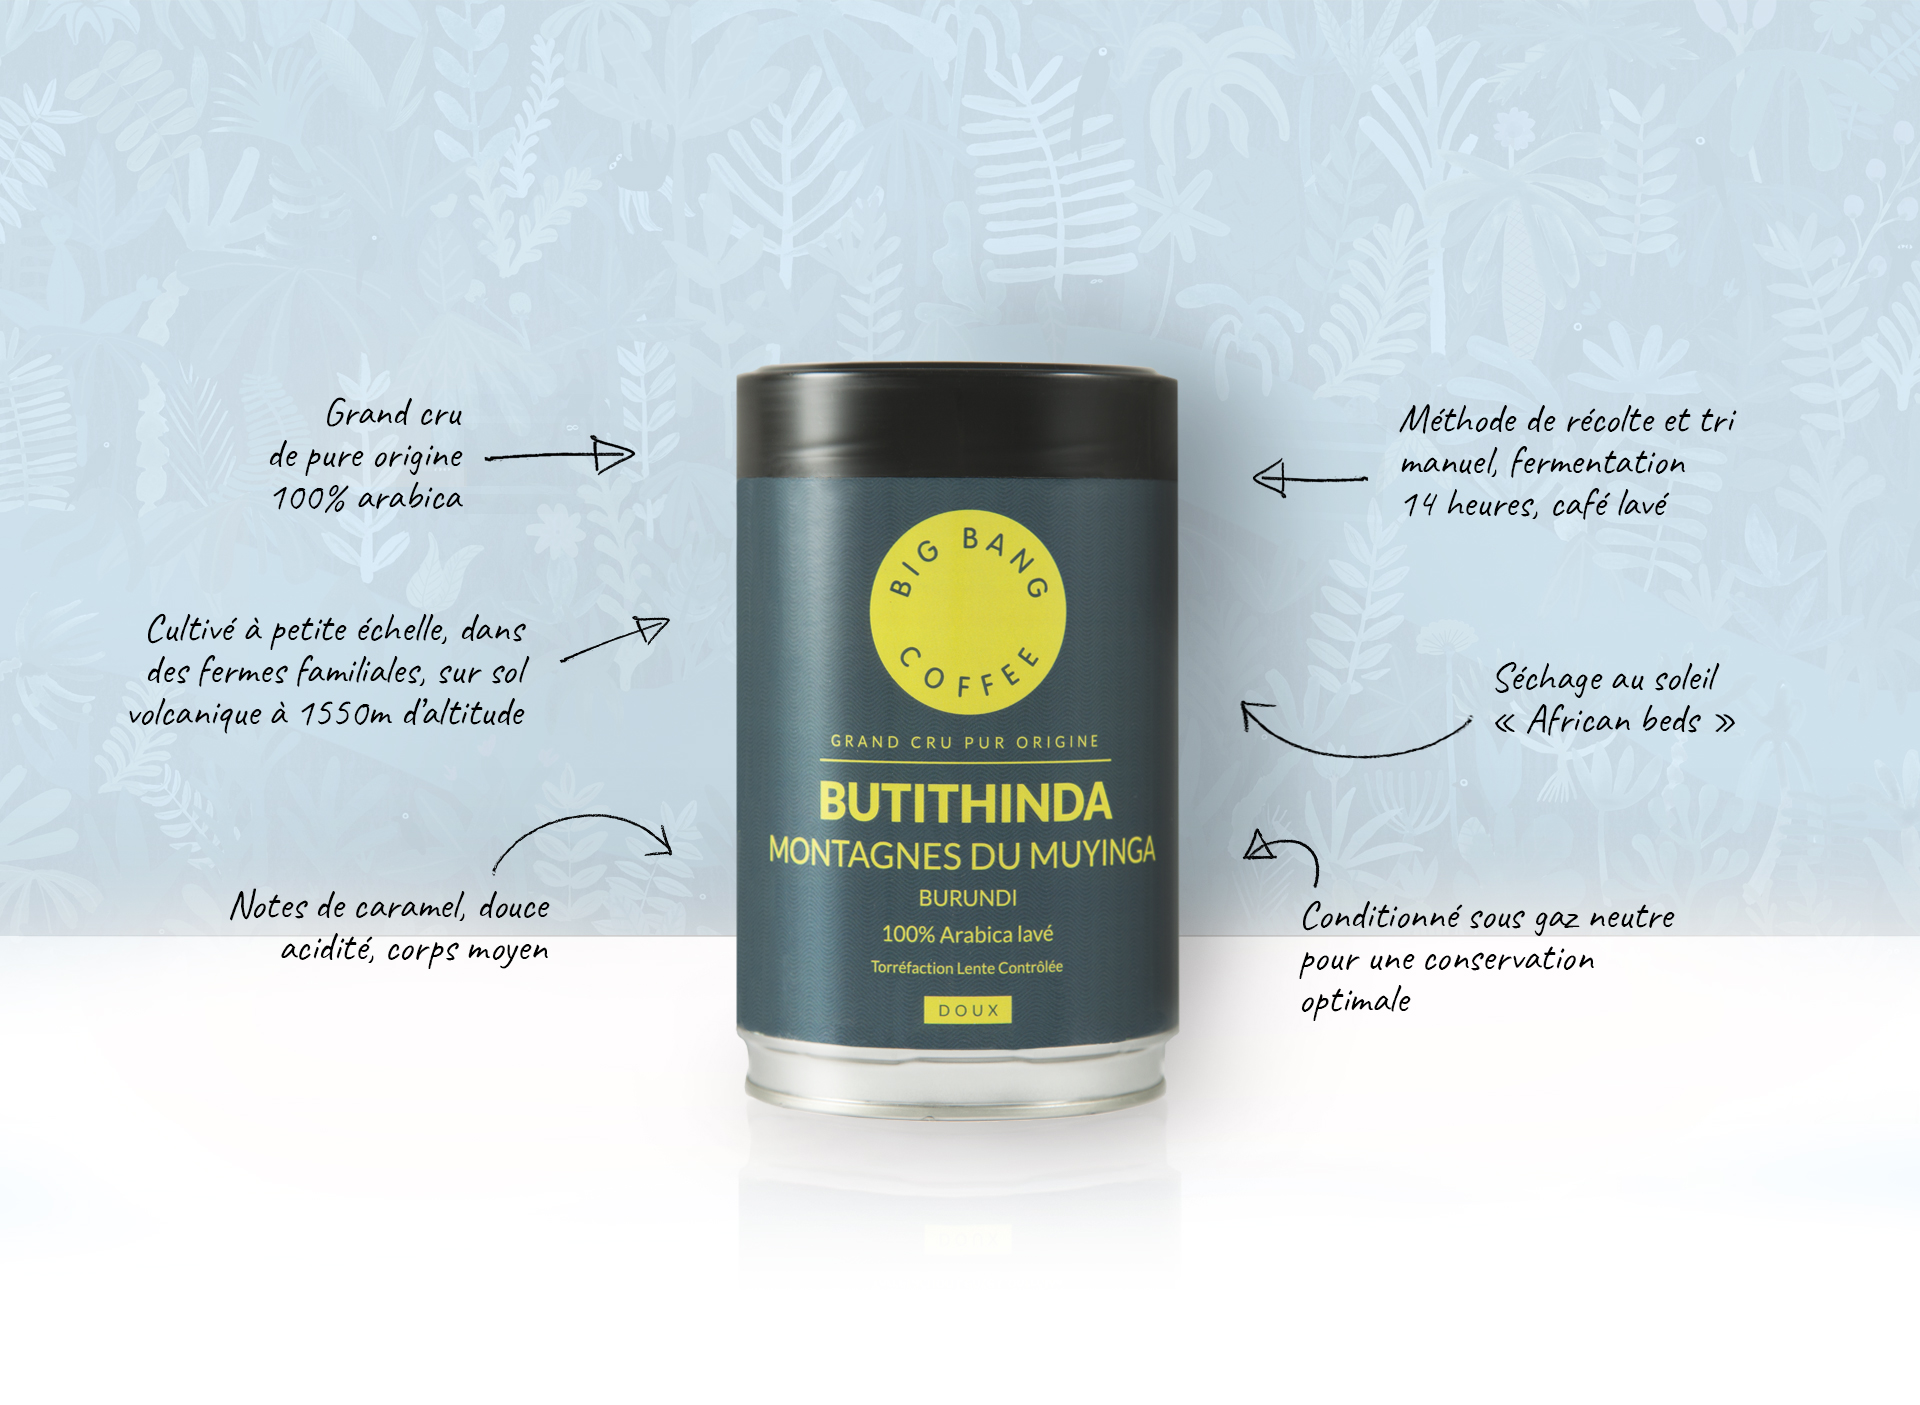 Grand cru
de pure origine
100% arabica
Cultivé à petite échelle, dans
des fermes familiales, sur sol
volcanique à 1550m d'altitude
Notes de caramel, douce
acidité, corps moyen
BIG BANG
COFFEE
GRAND CRU PUR ORIGINE
BUTITHINDA
MONTAGNES DU MUYINGA
BURUNDI
100% Arabica lavé
Torréfaction Lente Contrôlée
DOUX
Méthode de récolte et tri
manuel, fermentation
14 heures, café lavé
Séchage au soleil
« African beds »
Conditionné sous gaz neutre
pour une conservation
optimale